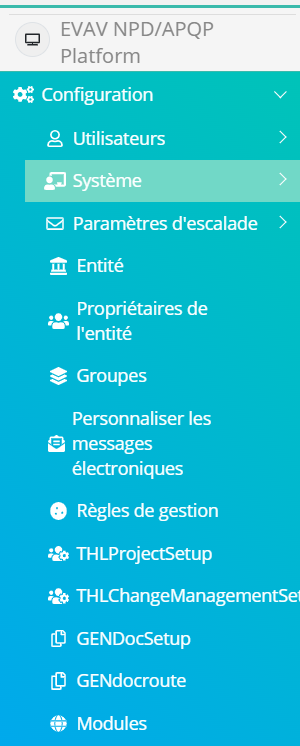 EVAV NPD/APQP
Platform
Configuration
Utilisateurs
Système
Paramètres d'escalade
Entité
Propriétaires de
l'entité
Groupes
Personnaliser les
messages
électroniques
Règles de gestion
THLProjectSetup
THLChangeManagementSet
GENDocSetup
GENdocroute
Modules